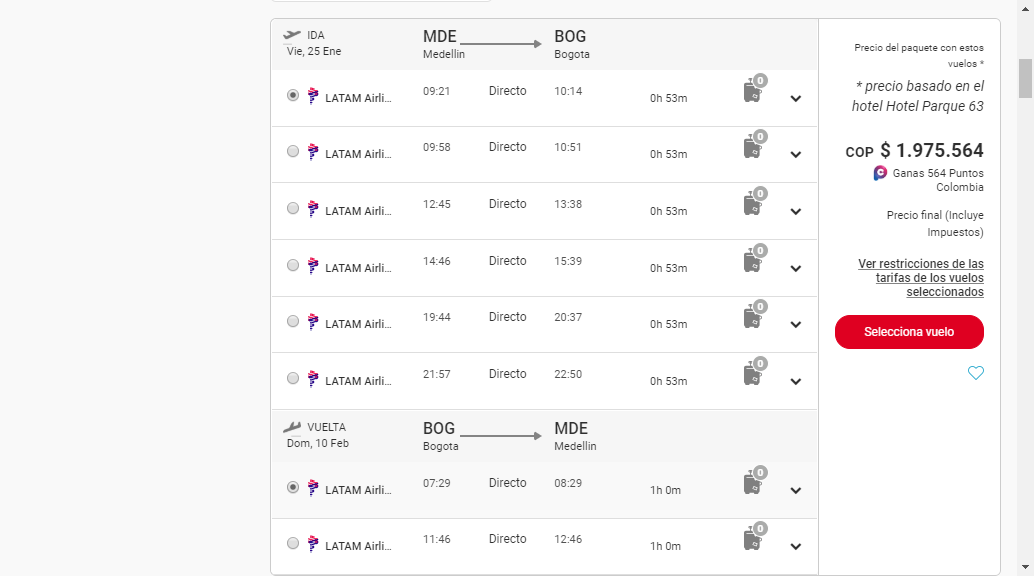 IDA
Vie, 25 Ene
MDE
Medellin
BOG
Bogota
LATAM Airli...
09:21
Directo
10:14
0h 53m
0
LATAM Airli...
09:58
Directo
10:51
0h 53m
0
LATAM Airli...
12:45
Directo
13:38
0h 53m
0
LATAM Airli...
14:46
Directo
15:39
0h 53m
0
LATAM Airli...
19:44
Directo
20:37
0h 53m
0
LATAM Airli...
21:57
Directo
22:50
0h 53m
0
VUELTA
Dom, 10 Feb
BOG
Bogota
MDE
Medellin
LATAM Airli...
07:29
Directo
08:29
1h 0m
0
LATAM Airli...
11:46
Directo
12:46
1h 0m
0
Precio del paquete con estos
vuelos *
* precio basado en el
hotel Hotel Parque 63
COP $ 1.975.564
Ganas 564 Puntos
Colombia
Precio final (Incluye
Impuestos)
Ver restricciones de las
tarifas de los vuelos
seleccionados
Selecciona vuelo